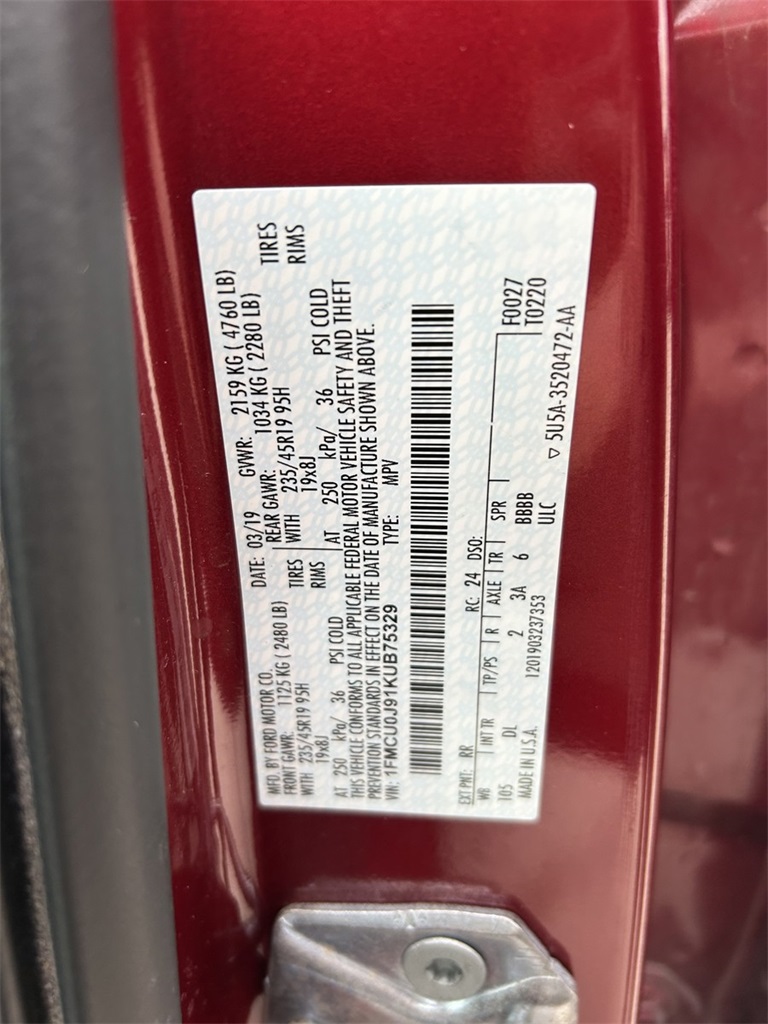 MFD. BY FORD MOTOR CO.
DATE: 03/19 GVWR: 2159 KG ( 4760 LB)
FRONT GAWR: 1125 KG ( 2480 LB)
REAR GAWR: 1034 KG ( 2280 LB)
WITH 235/45R19 95H TIRES
WITH 235/45R19 95H TIRES
19x8J RIMS
19x8J RIMS
AT 250 kPa/ 36 PSI COLD
AT 250 kPa/ 36 PSI COLD
THIS VEHICLE CONFORMS TO ALL APPLICABLE FEDERAL MOTOR VEHICLE SAFETY AND THEFT
PREVENTION STANDARDS IN EFFECT ON THE DATE OF MANUFACTURE SHOWN ABOVE.
VIN: 1FMCU0J91KUB75329 TYPE: MPV
EXT PNT: RR RC: 24 DSO:
WB INT TR TP/PS R AXLE TR SPR F0027
105 DL 2 3A 6 BBBB T0220
MADE IN U.S.A. 1201903237353 ULC ▽ 5U5A-3520472-AA